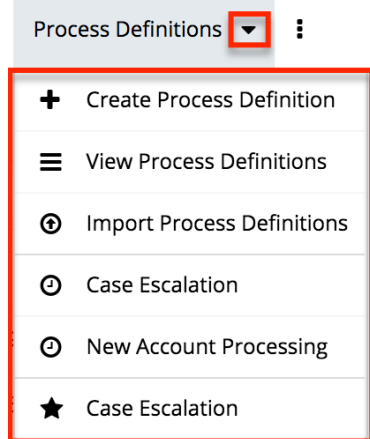 Process Definitions
Create Process Definition
View Process Definitions
Import Process Definitions
Case Escalation
New Account Processing
Case Escalation